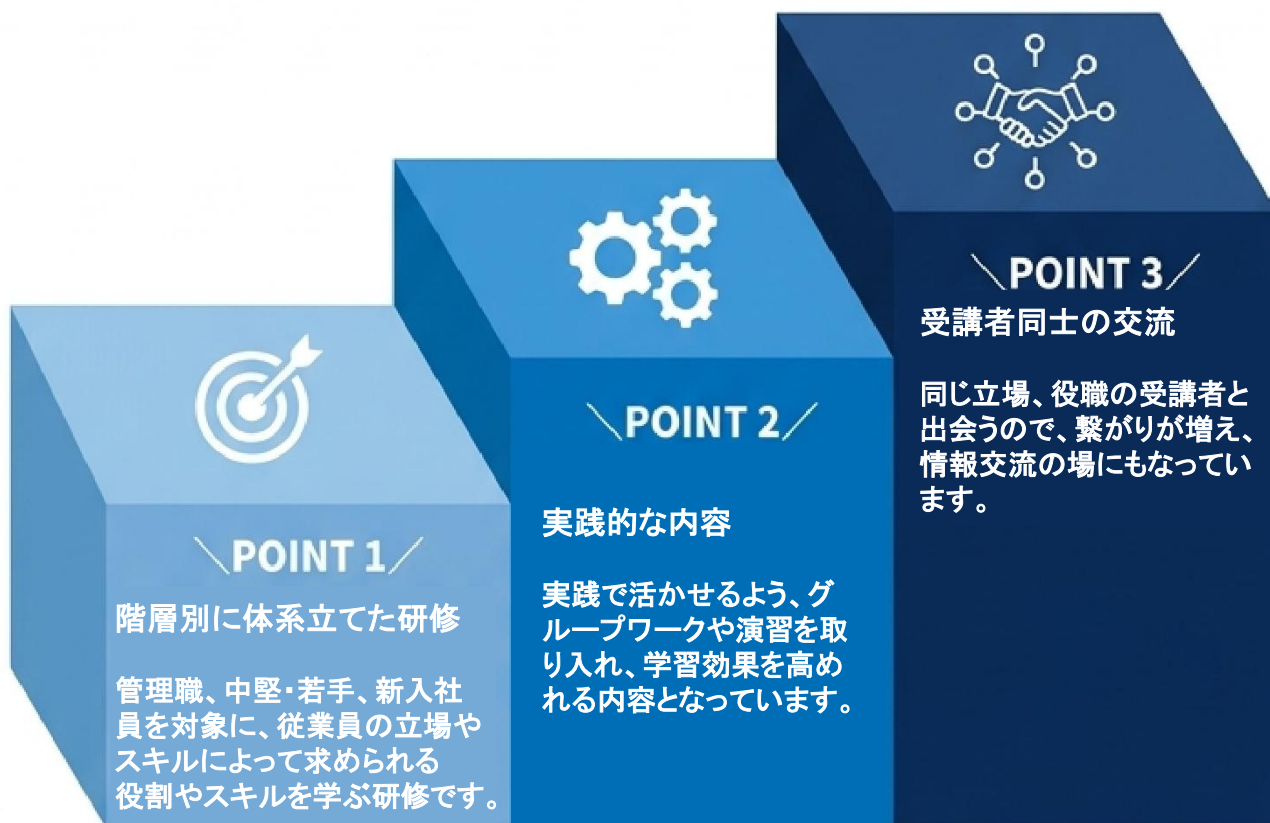 ＼POINT 1／
階層別に体系立てた研修
管理職、中堅・若手、新入社
員を対象に、従業員の立場や
スキルによって求められる
役割やスキルを学ぶ研修です。
＼POINT 2／
実践的な内容
実践で活かせるよう、グ
ループワークや演習を取
り入れ、学習効果を高め
れる内容となっています。
＼POINT 3／
受講者同士の交流
同じ立場、役職の受講者と
出会うので、繋がりが増え、
情報交流の場にもなってい
ます。